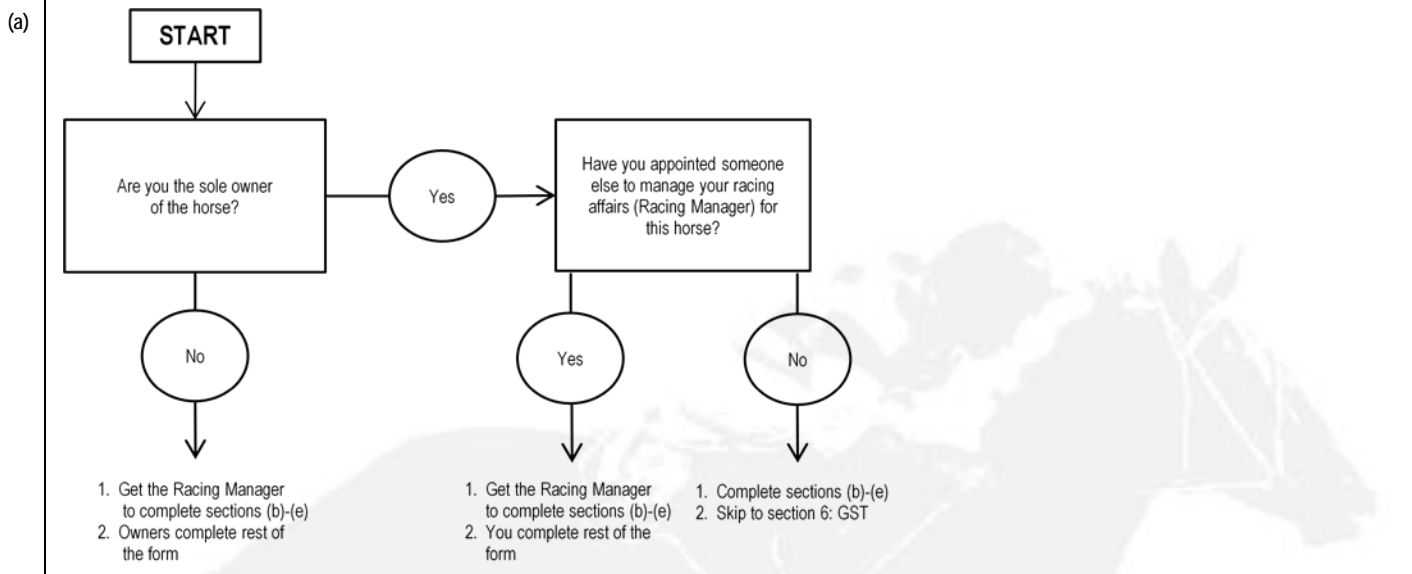 (a)
START
Are you the sole owner
of the horse?
Yes
Have you appointed someone
else to manage your racing
affairs (Racing Manager) for
this horse?
No
Yes
No
1. Get the Racing Manager
to complete sections (b)-(e)
2. Owners complete rest of
the form
1. Get the Racing Manager
to complete sections (b)-(e)
2. You complete rest of the
form
1. Complete sections (b)-(e)
2. Skip to section 6: GST